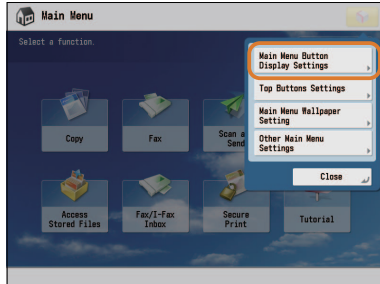 Main Menu
Select a function.
Main Menu Button
Display Settings
Top Buttons Settings
Main Menu Wallpaper
Setting
Other Main Menu
Settings
Close
Copy
Fax
Scan a
Send
Access
Stored Files
Fax/I-Fax
Inbox
Secure
Print
Tutorial